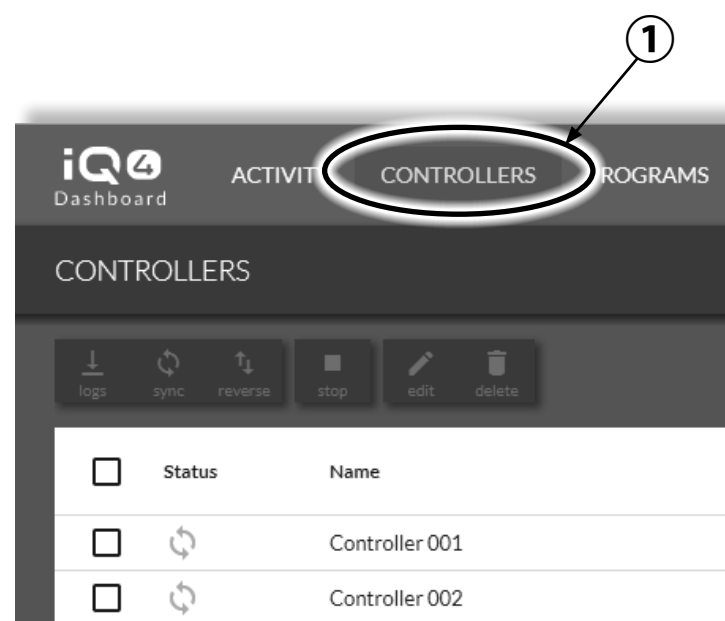 1
iQ4
Dashboard
ACTIVIT CONTROLLERS ROGRAMS
CONTROLLERS
logs sync reverse stop edit delete
Status Name
Controller 001
Controller 002